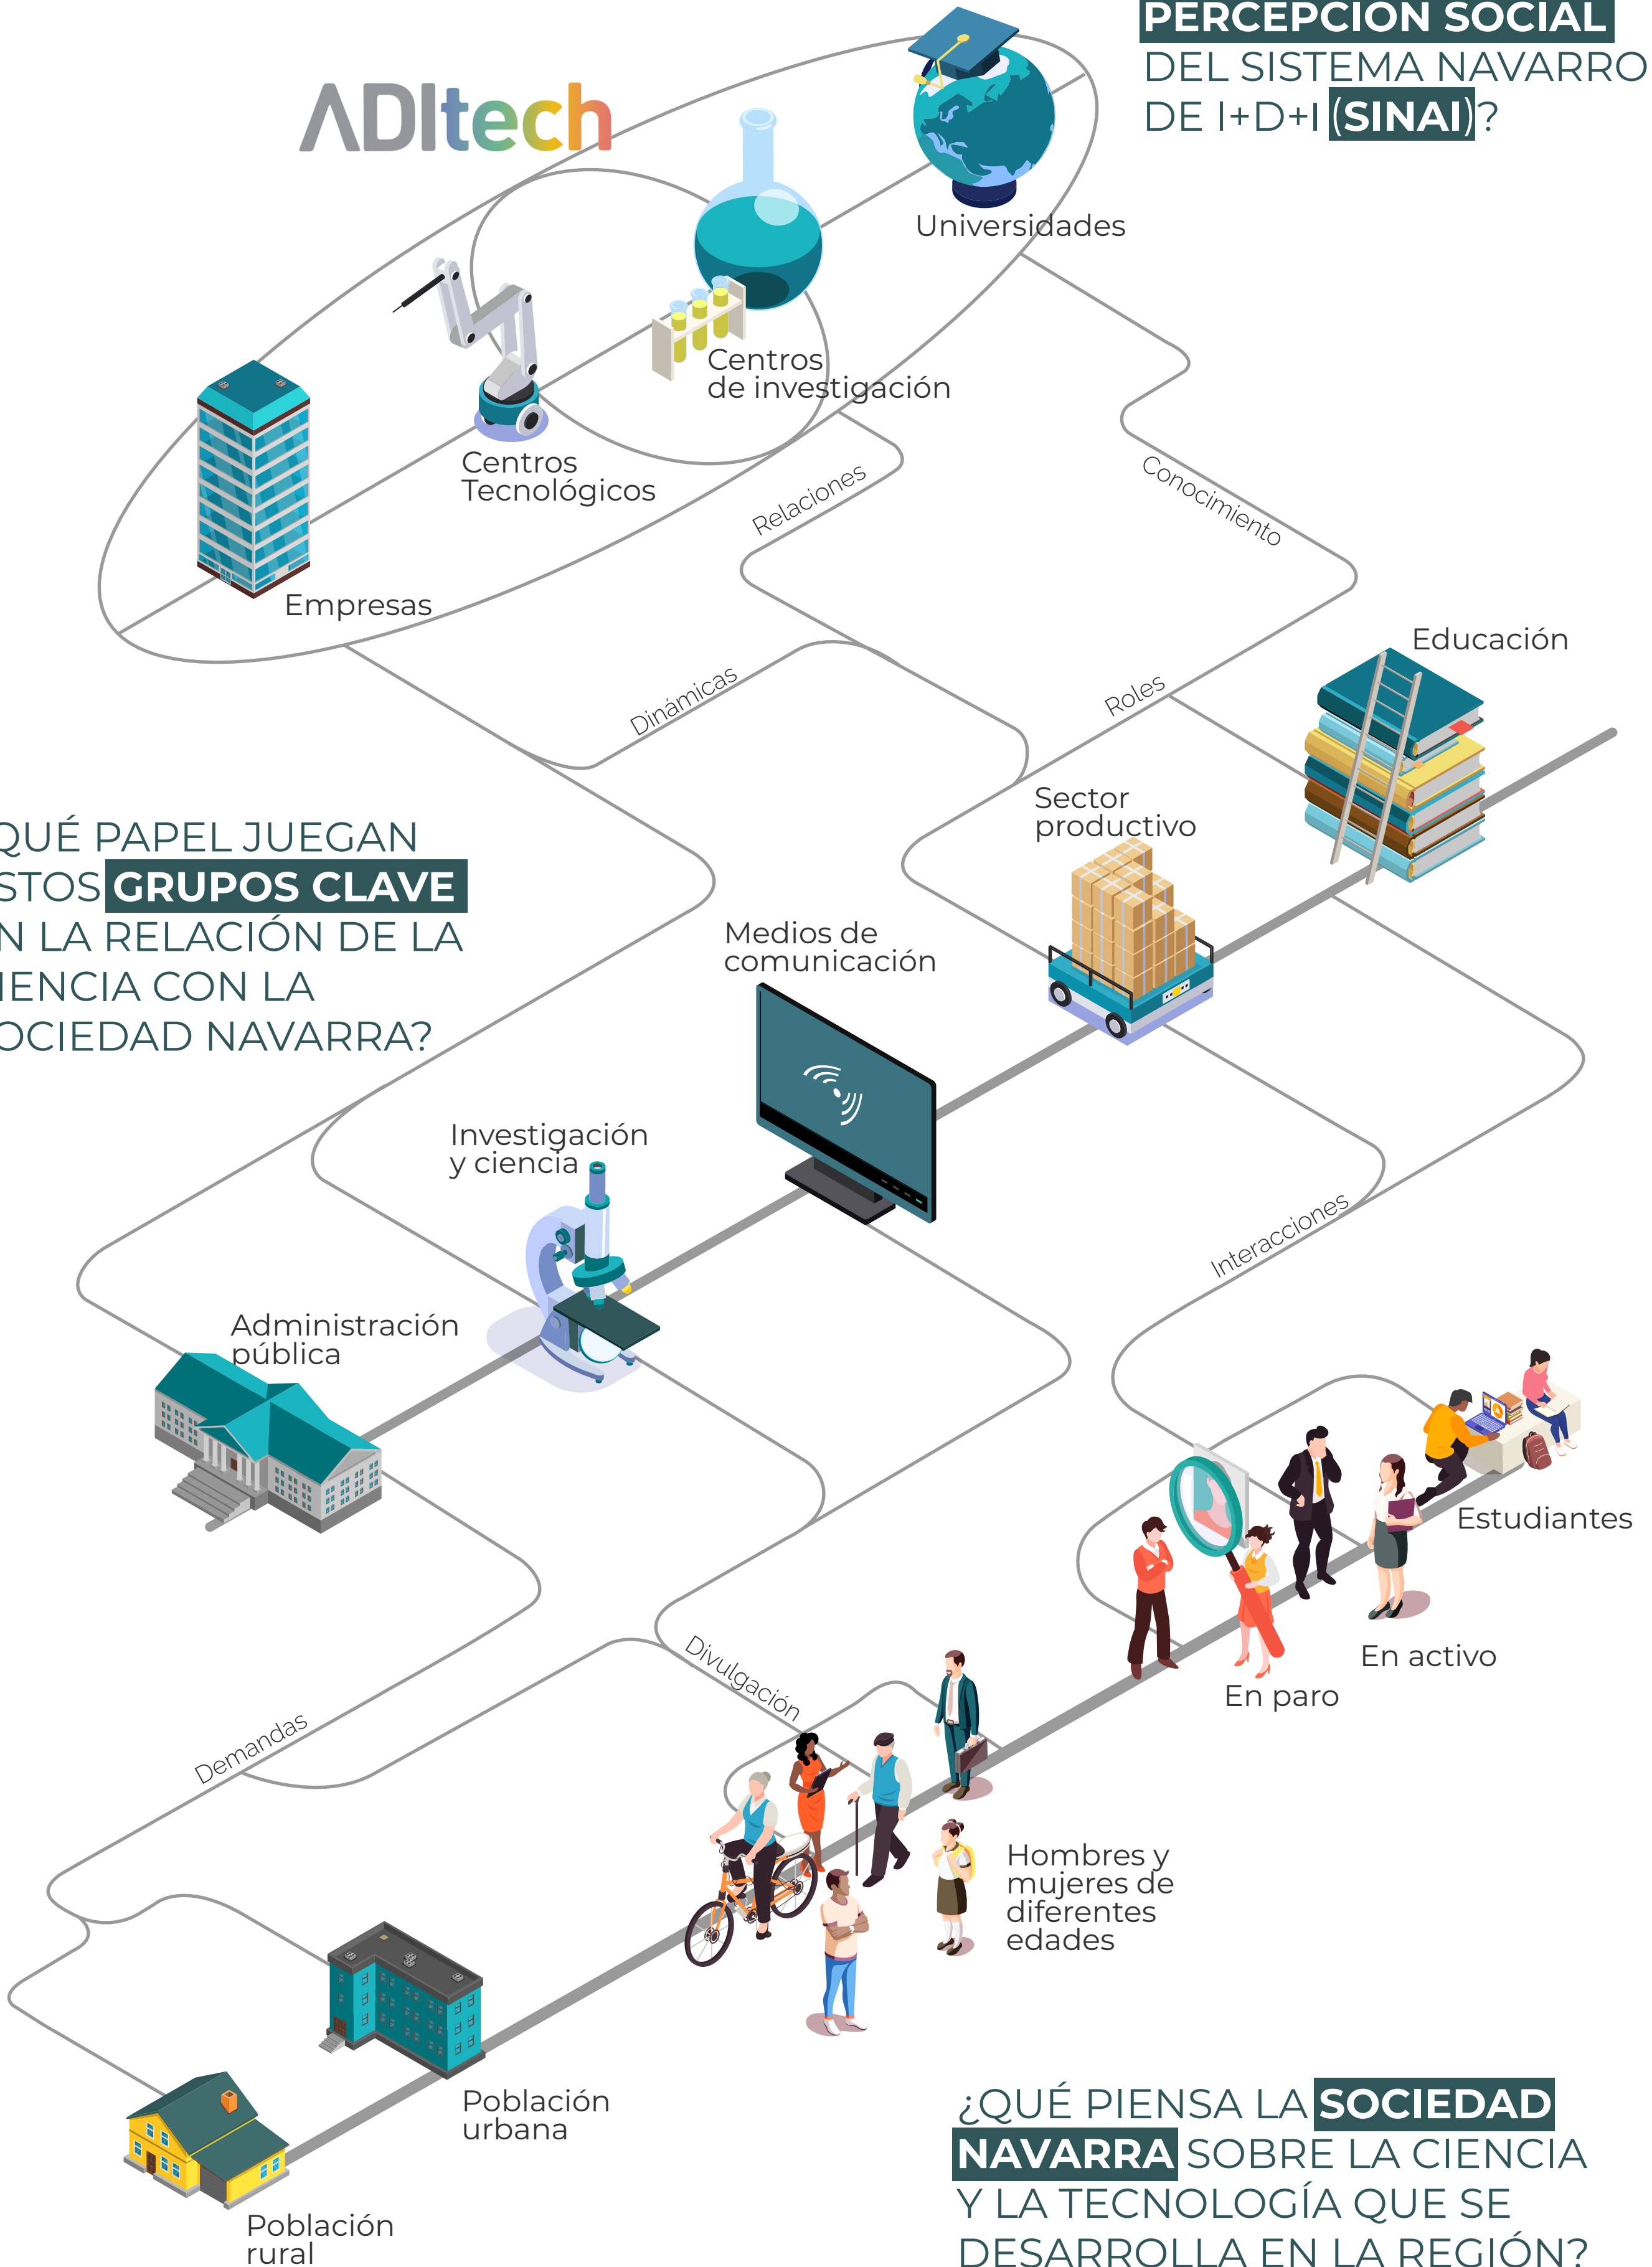 PERCEPCIÓN SOCIAL
DEL SISTEMA NAVARRO
DE I+D+I (SINAI)?
ADItech
Universidades
Centros
de investigación
Centros
Tecnológicos
Empresas
Relaciones
Conocimiento
Dinámicas
Roles
Educación
Sector
productivo
QUÉ PAPEL JUEGAN
STOS GRUPOS CLAVE
N LA RELACIÓN DE LA
IENCIA CON LA
OCIEDAD NAVARRA?
Medios de
comunicación
Investigación
y ciencia
Interacciones
Administración
pública
Estudiantes
En activo
En paro
Divulgación
Demandas
Hombres y
mujeres de
diferentes
edades
Población
urbana
Población
rural
¿QUÉ PIENSA LA SOCIEDAD
NAVARRA SOBRE LA CIENCIA
Y LA TECNOLOGÍA QUE SE
DESARROLLA EN LA REGIÓN?